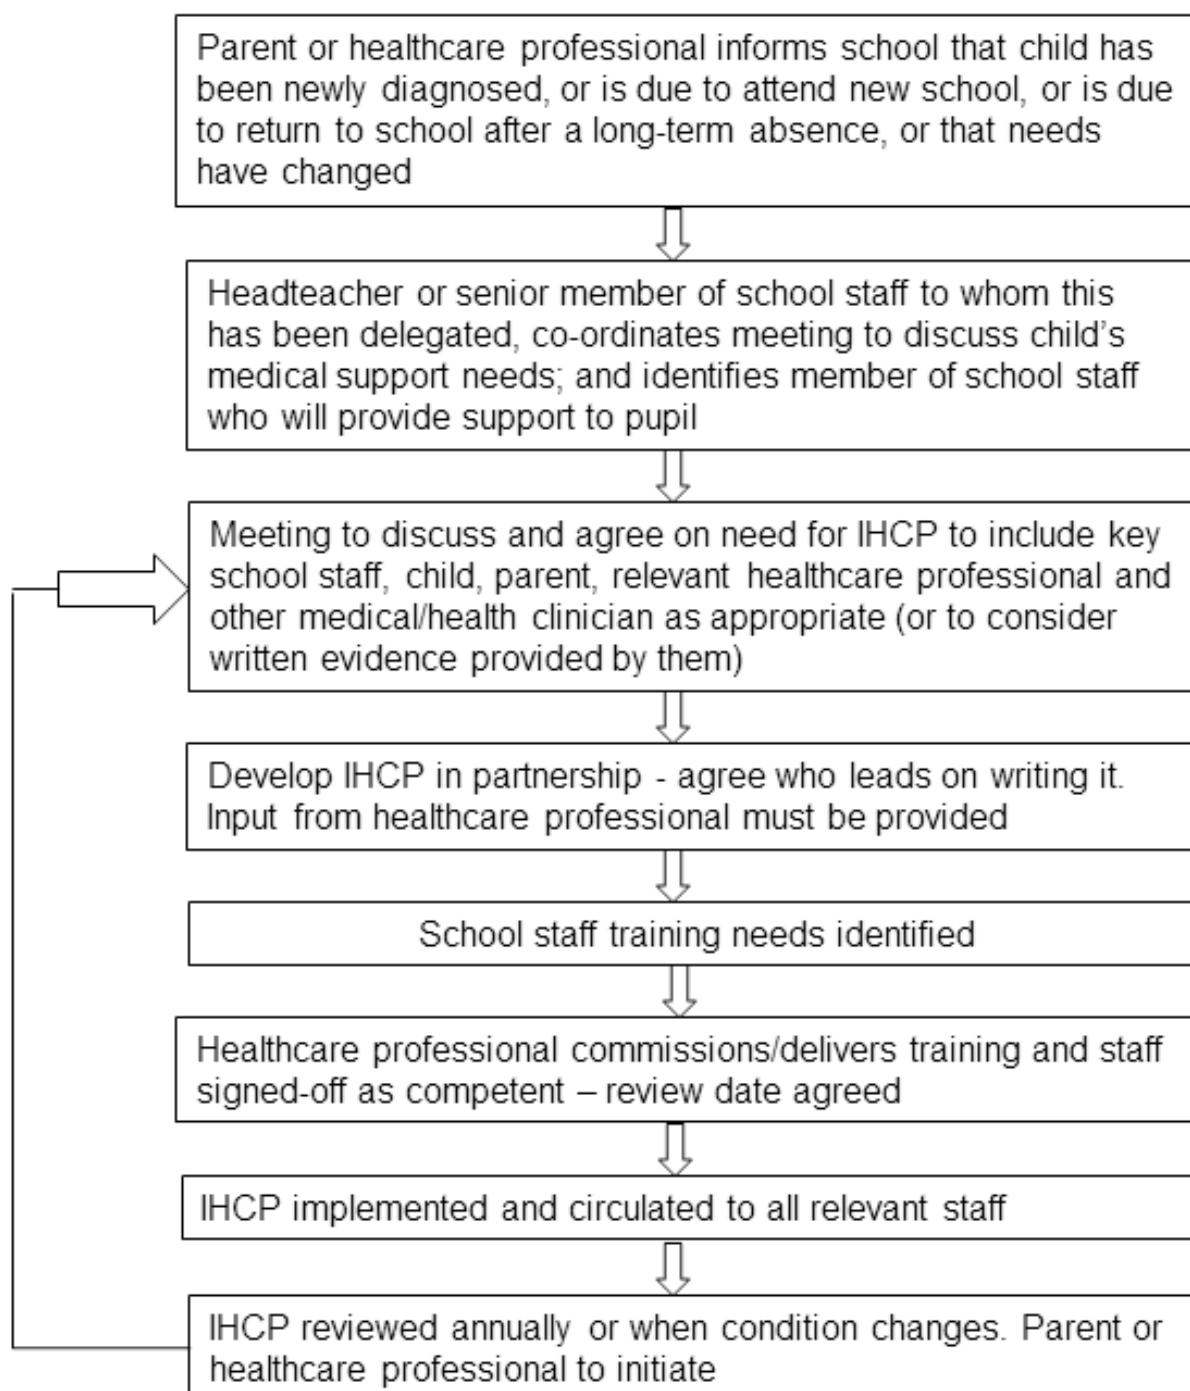 Parent or healthcare professional informs school that child has
been newly diagnosed, or is due to attend new school, or is due
to return to school after a long-term absence, or that needs
have changed
Headteacher or senior member of school staff to whom this
has been delegated, co-ordinates meeting to discuss child’s
medical support needs; and identifies member of school staff
who will provide support to pupil
Meeting to discuss and agree on need for IHCP to include key
school staff, child, parent, relevant healthcare professional and
other medical/health clinician as appropriate (or to consider
written evidence provided by them)
Develop IHCP in partnership - agree who leads on writing it.
Input from healthcare professional must be provided
School staff training needs identified
Healthcare professional commissions/delivers training and staff
signed-off as competent – review date agreed
IHCP implemented and circulated to all relevant staff
IHCP reviewed annually or when condition changes. Parent or
healthcare professional to initiate